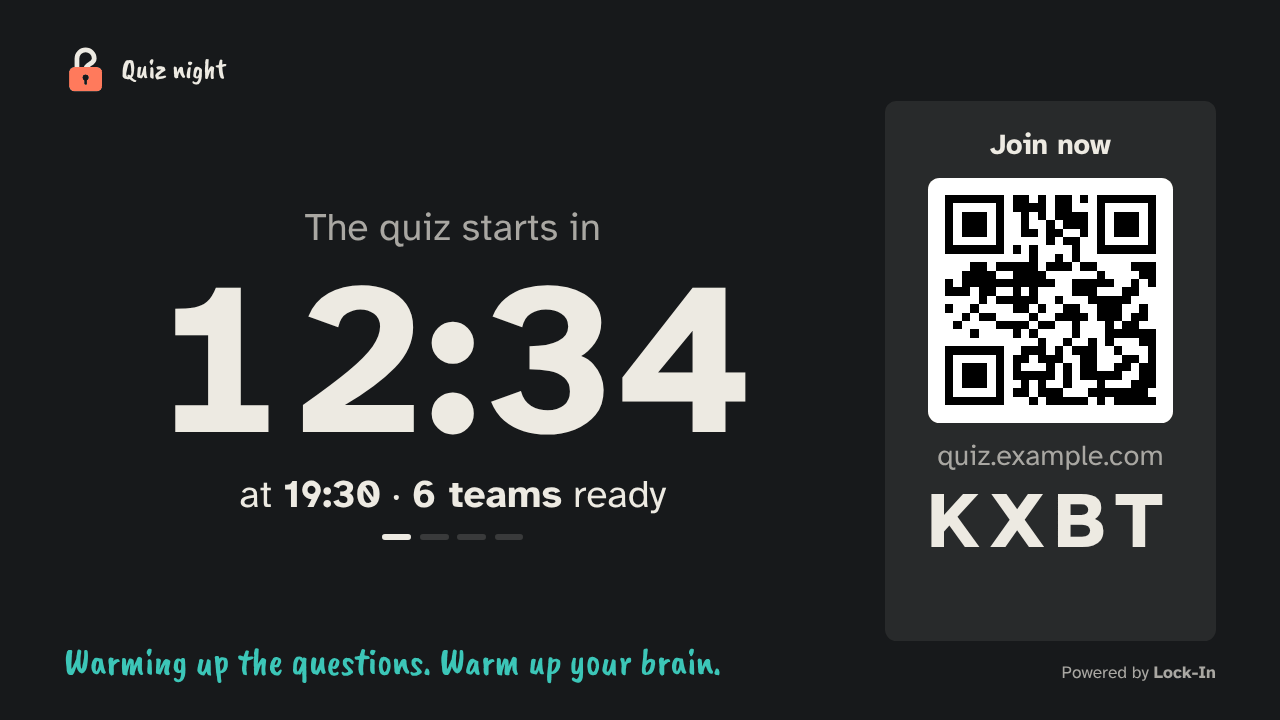 Quiz night
The quiz starts in
12:34
at 19:30 · 6 teams ready
Warming up the questions. Warm up your brain.
Join now
quiz.example.com
KXBT
Powered by Lock-In